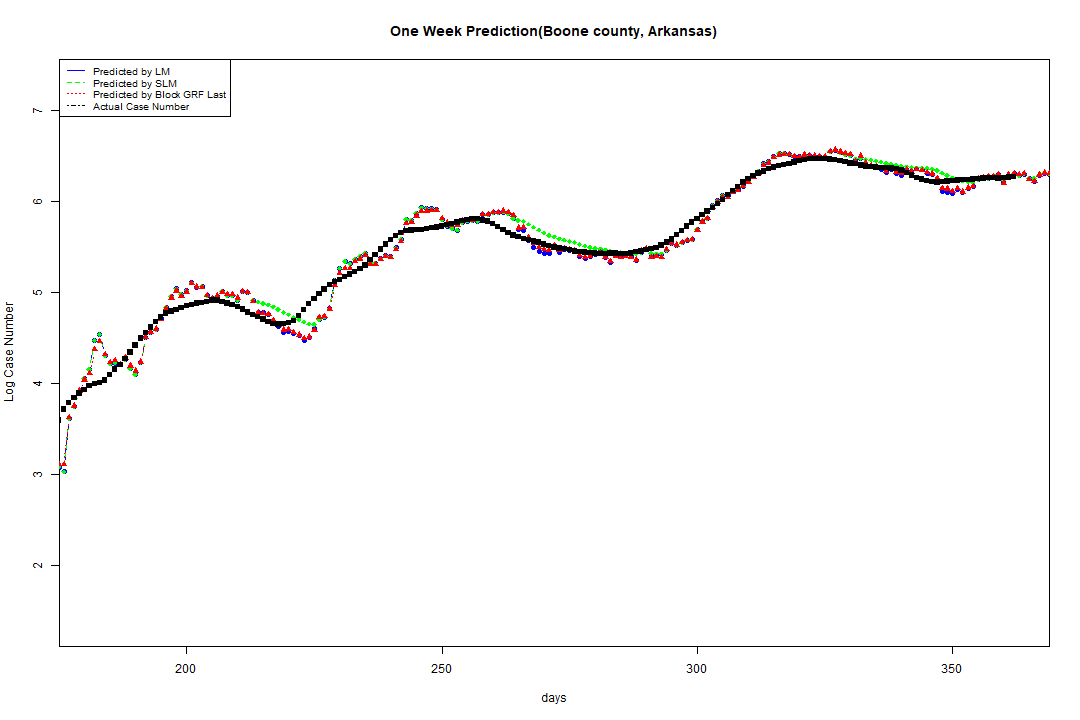 One Week Prediction(Boone county, Arkansas)
Predicted by LM
Predicted by SLM
Predicted by Block GRF Last
Actual Case Number
7
6
5
4
3
2
Log Case Number
200
250
300
350
days